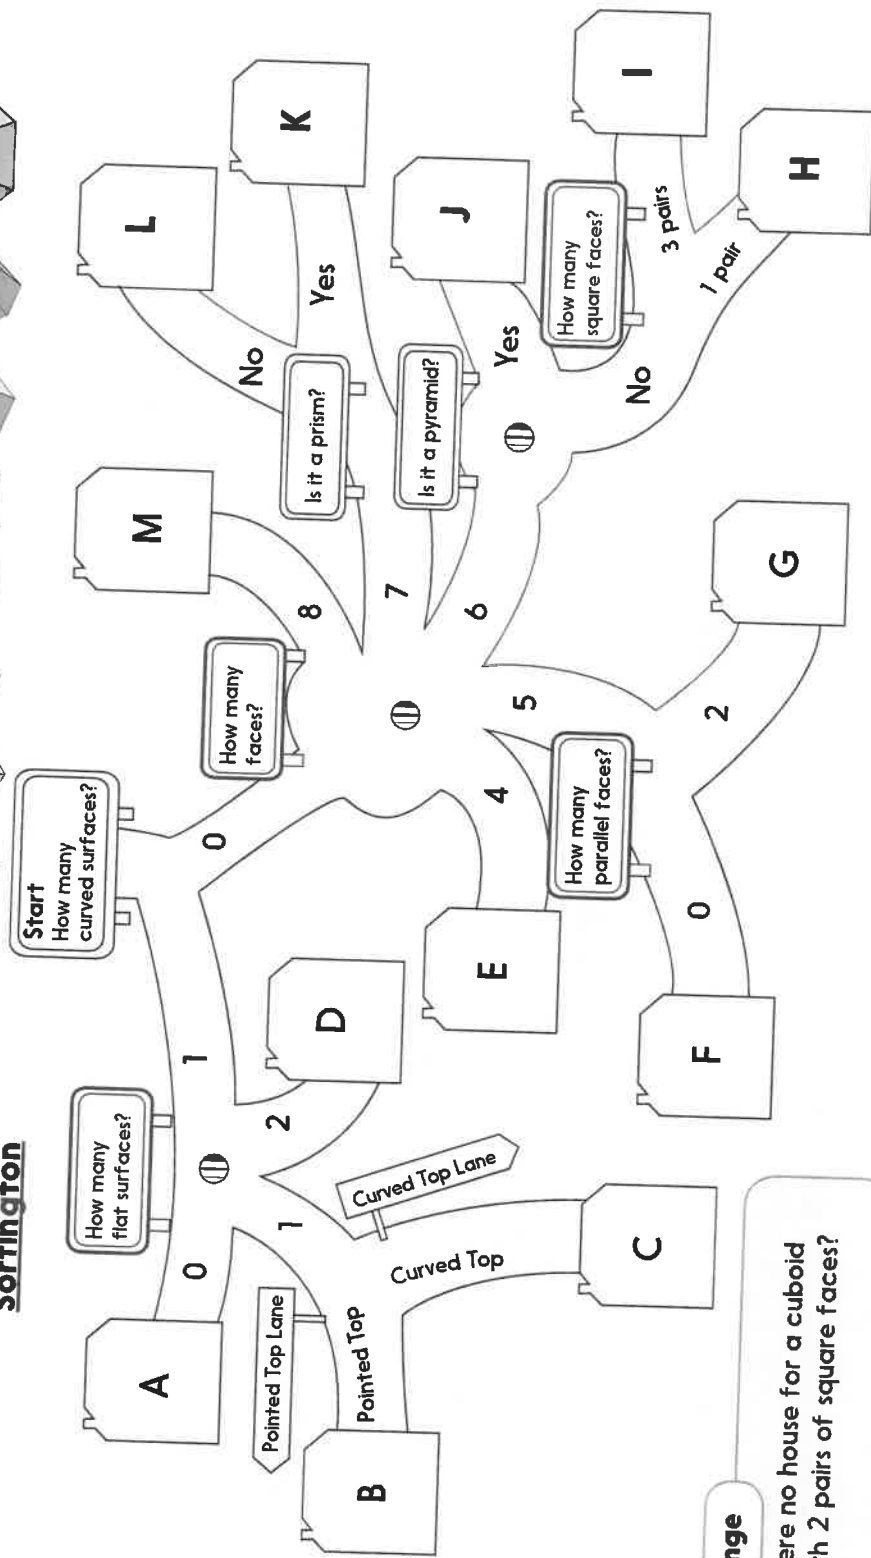 Sortington
Start
How many
curved surfaces?
0
1
How many
flat surfaces?
0
1
2
A
Pointed Top Lane
Pointed Top
B
Curved Top Lane
Curved Top
C
D
How many
faces?
4
5
6
7
8
E
How many
parallel faces?
0
2
F
G
Is it a pyramid?
Yes
No
J
How many
square faces?
1 pair
3 pairs
H
I
Is it a prism?
Yes
No
K
L
M
nge
ere no house for a cuboid
h 2 pairs of square faces?